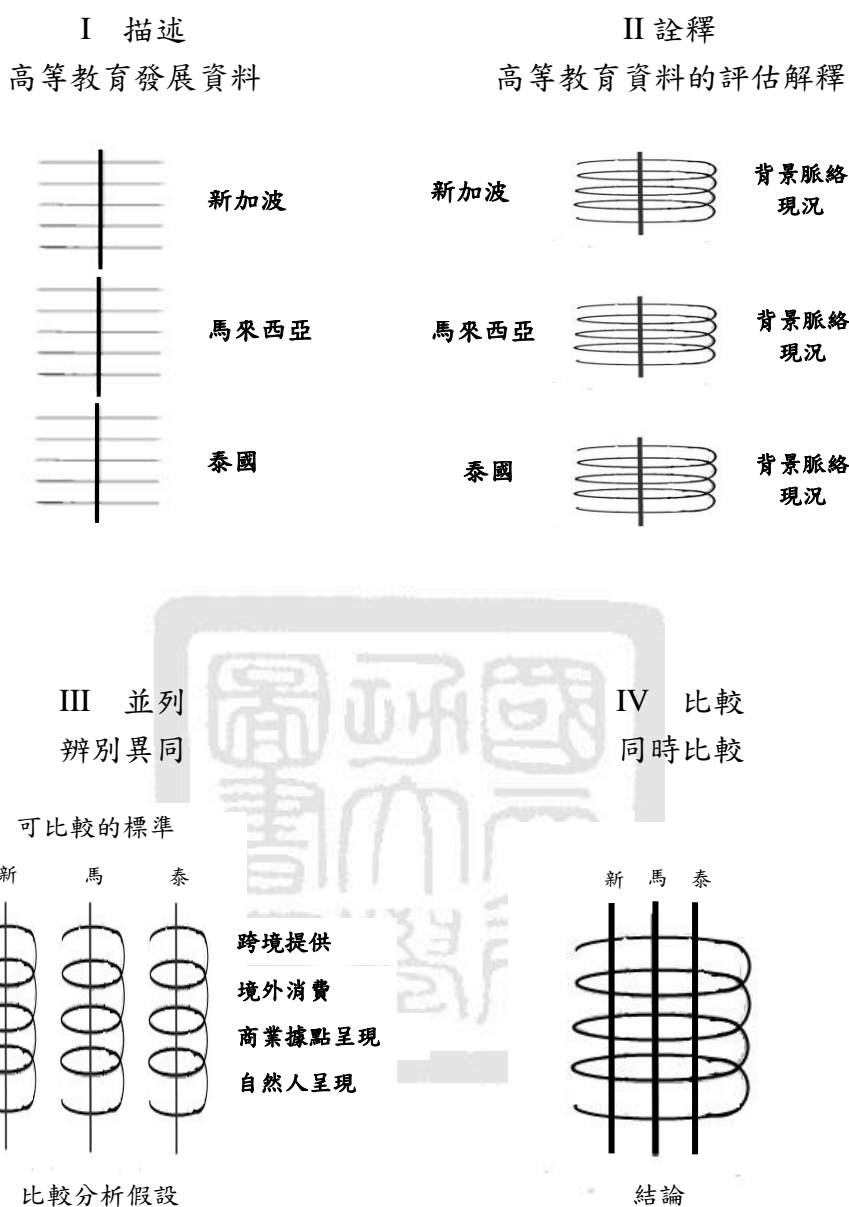 I 描述
高等教育發展資料
新加波
馬來西亞
泰國
II 詮釋
高等教育資料的評估解釋
新加波
背景脈絡
現況
馬來西亞
背景脈絡
現況
泰國
背景脈絡
現況
III 並列
辨別異同
可比較的標準
新 馬 泰
跨境提供
境外消費
商業據點呈現
自然人呈現
比較分析假設
IV 比較
同時比較
新 馬 泰
結論